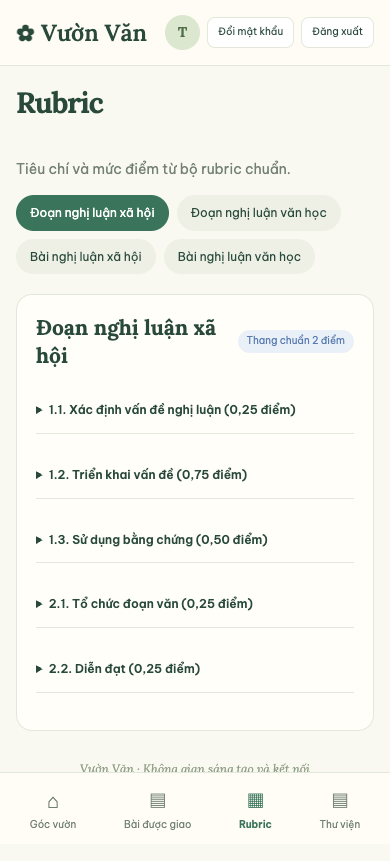 Vườn Văn
T
Đổi mật khẩu
Đăng xuất
Rubric
Tiêu chí và mức điểm từ bộ rubric chuẩn.
Đoạn nghị luận xã hội
Đoạn nghị luận văn học
Bài nghị luận xã hội
Bài nghị luận văn học
Đoạn nghị luận xã
hội
Thang chuẩn 2 điểm
1.1. Xác định vấn đề nghị luận (0,25 điểm)
1.2. Triển khai vấn đề (0,75 điểm)
1.3. Sử dụng bằng chứng (0,50 điểm)
2.1. Tổ chức đoạn văn (0,25 điểm)
2.2. Diễn đạt (0,25 điểm)
Vườn Văn · Không gian sáng tạo và kết nối
Góc vườn
Bài được giao
Rubric
Thư viện